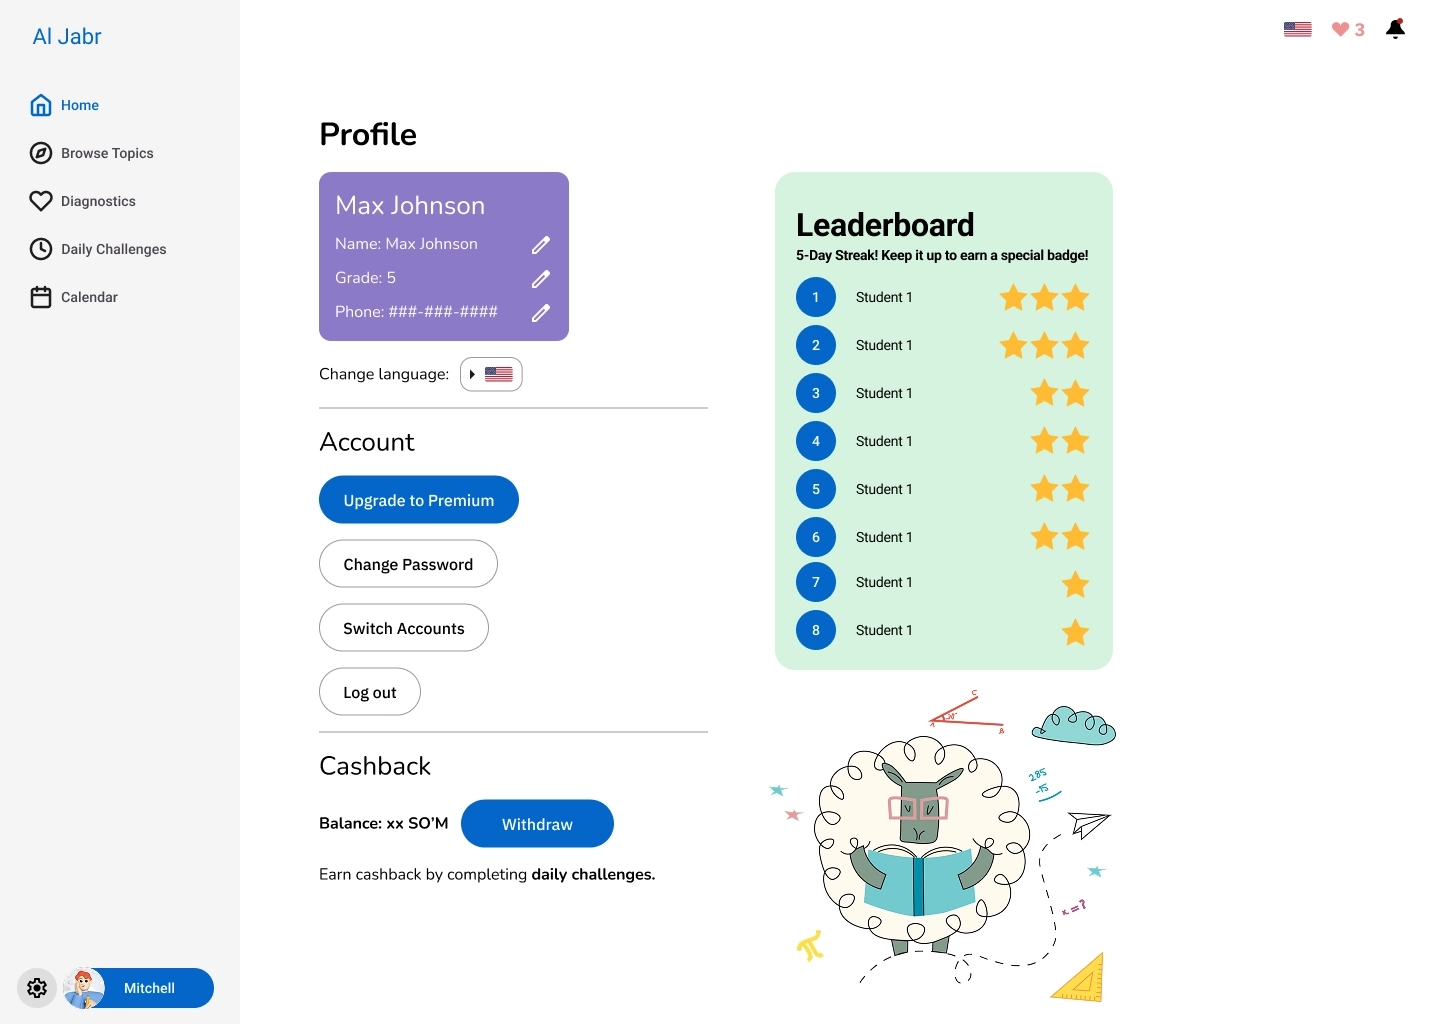 Al Jabr
3
Home
Browse Topics
Diagnostics
Daily Challenges
Calendar
Profile
Max Johnson
Name: Max Johnson
Grade: 5
Phone: ###-###-####
Change language:
Account
Upgrade to Premium
Change Password
Switch Accounts
Log out
Cashback
Balance: xx SO’M
Withdraw
Earn cashback by completing daily challenges.
Leaderboard
5-Day Streak! Keep it up to earn a special badge!
1 Student 1
2 Student 1
3 Student 1
4 Student 1
5 Student 1
6 Student 1
7 Student 1
8 Student 1
C
A
B
285
-15
x=?
π
Mitchell